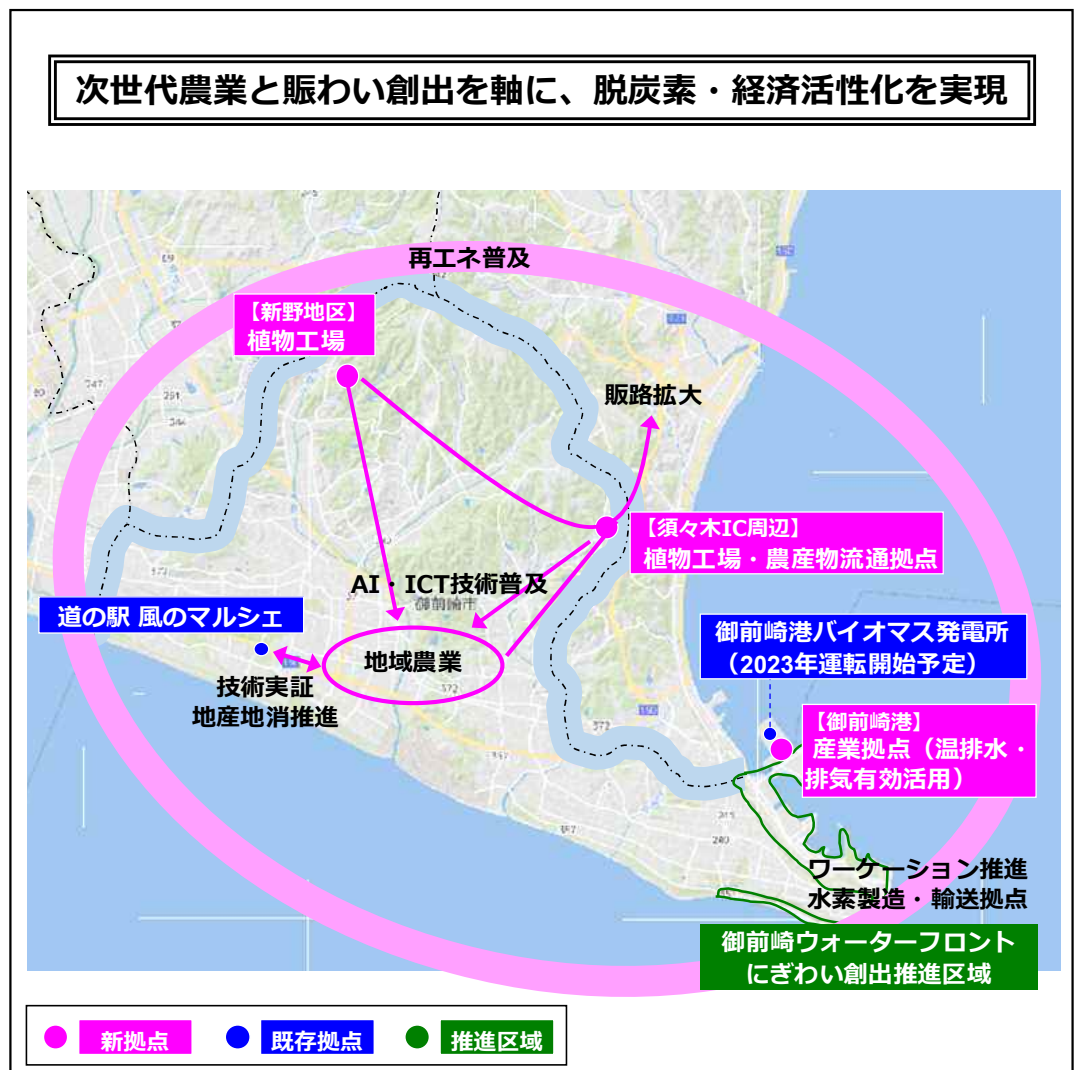 次世代農業と賑わい創出を軸に、脱炭素・経済活性化を実現
再エネ普及
【新野地区】
植物工場
販路拡大
【須々木IC周辺】
植物工場・農産物流通拠点
AI・ICT技術普及
御前崎市
道の駅 風のマルシェ
地域農業
技術実証
地産地消推進
御前崎港バイオマス発電所
（2023年運転開始予定）
【御前崎港】
産業拠点（温排水・
排気有効活用）
372
ワーケーション推進
水素製造・輸送拠点
御前崎ウォーターフロント
にぎわい創出推進区域
新拠点
既存拠点
推進区域